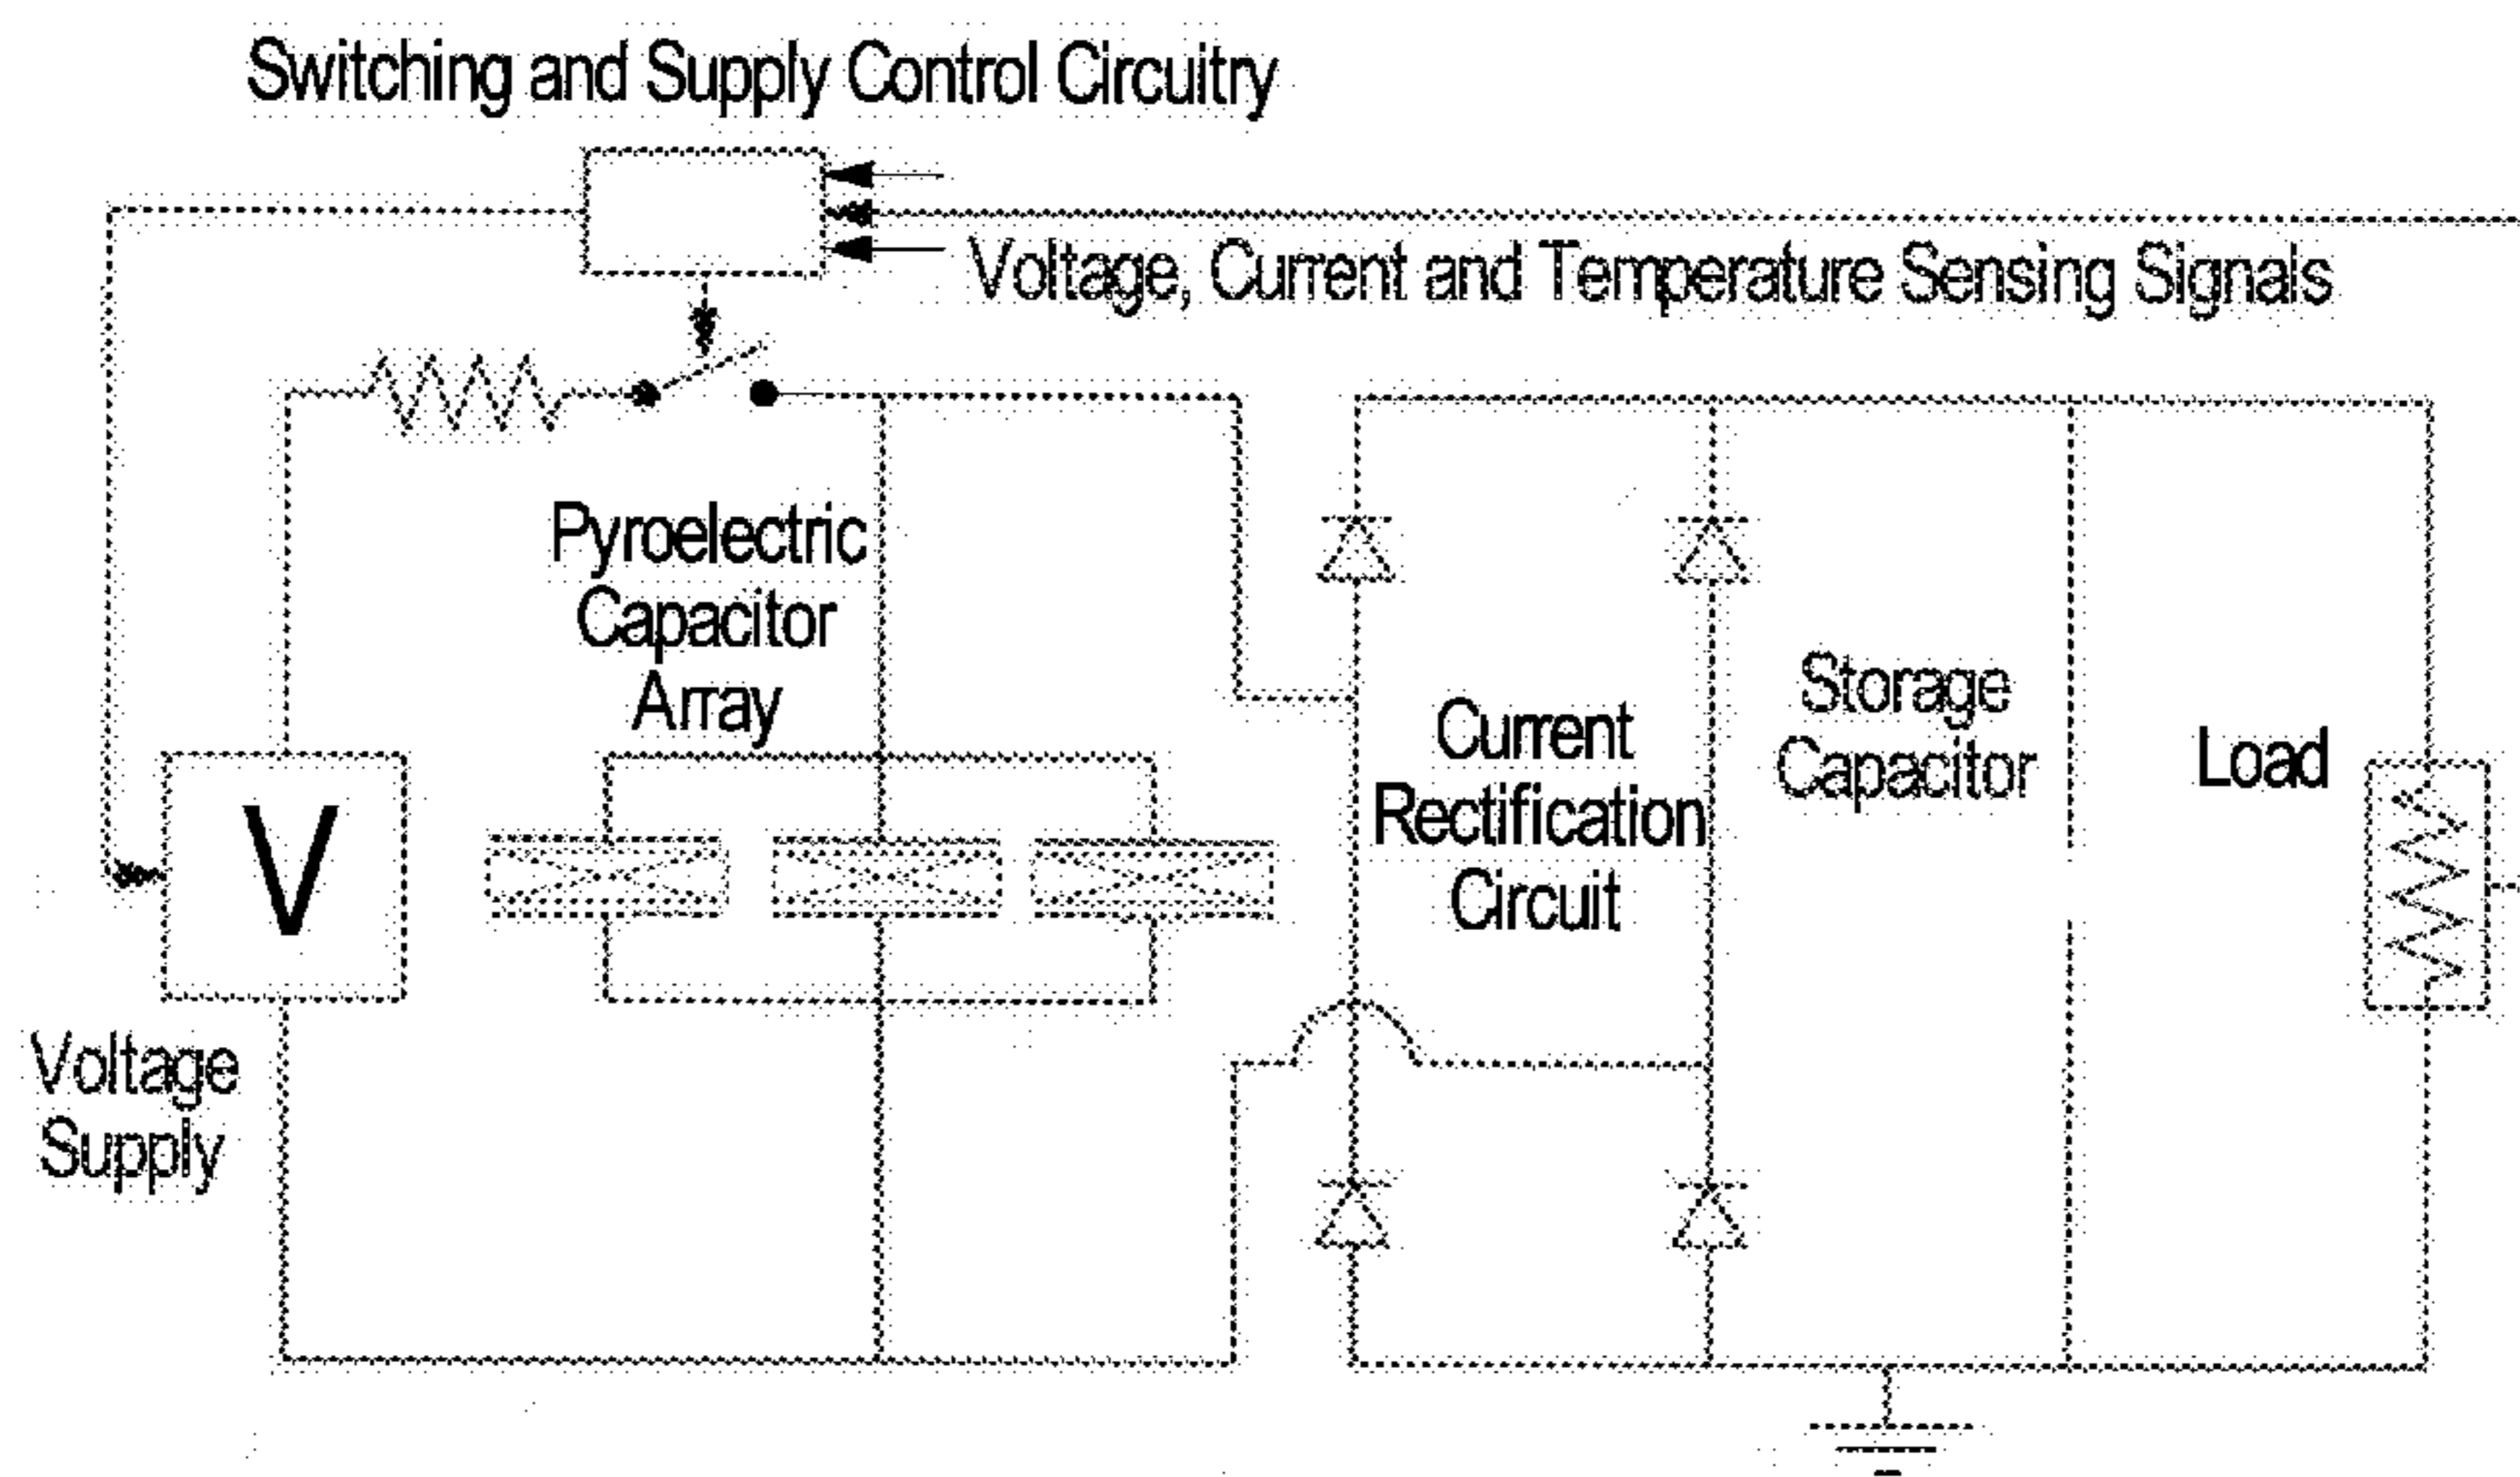 Switching and Supply Control Circuitry
Voltage, Current and Temperature Sensing Signals
Pyroelectric
Capacitor
Array
V
Voltage
Supply
Current
Rectification
Circuit
Storage
Capacitor
Load